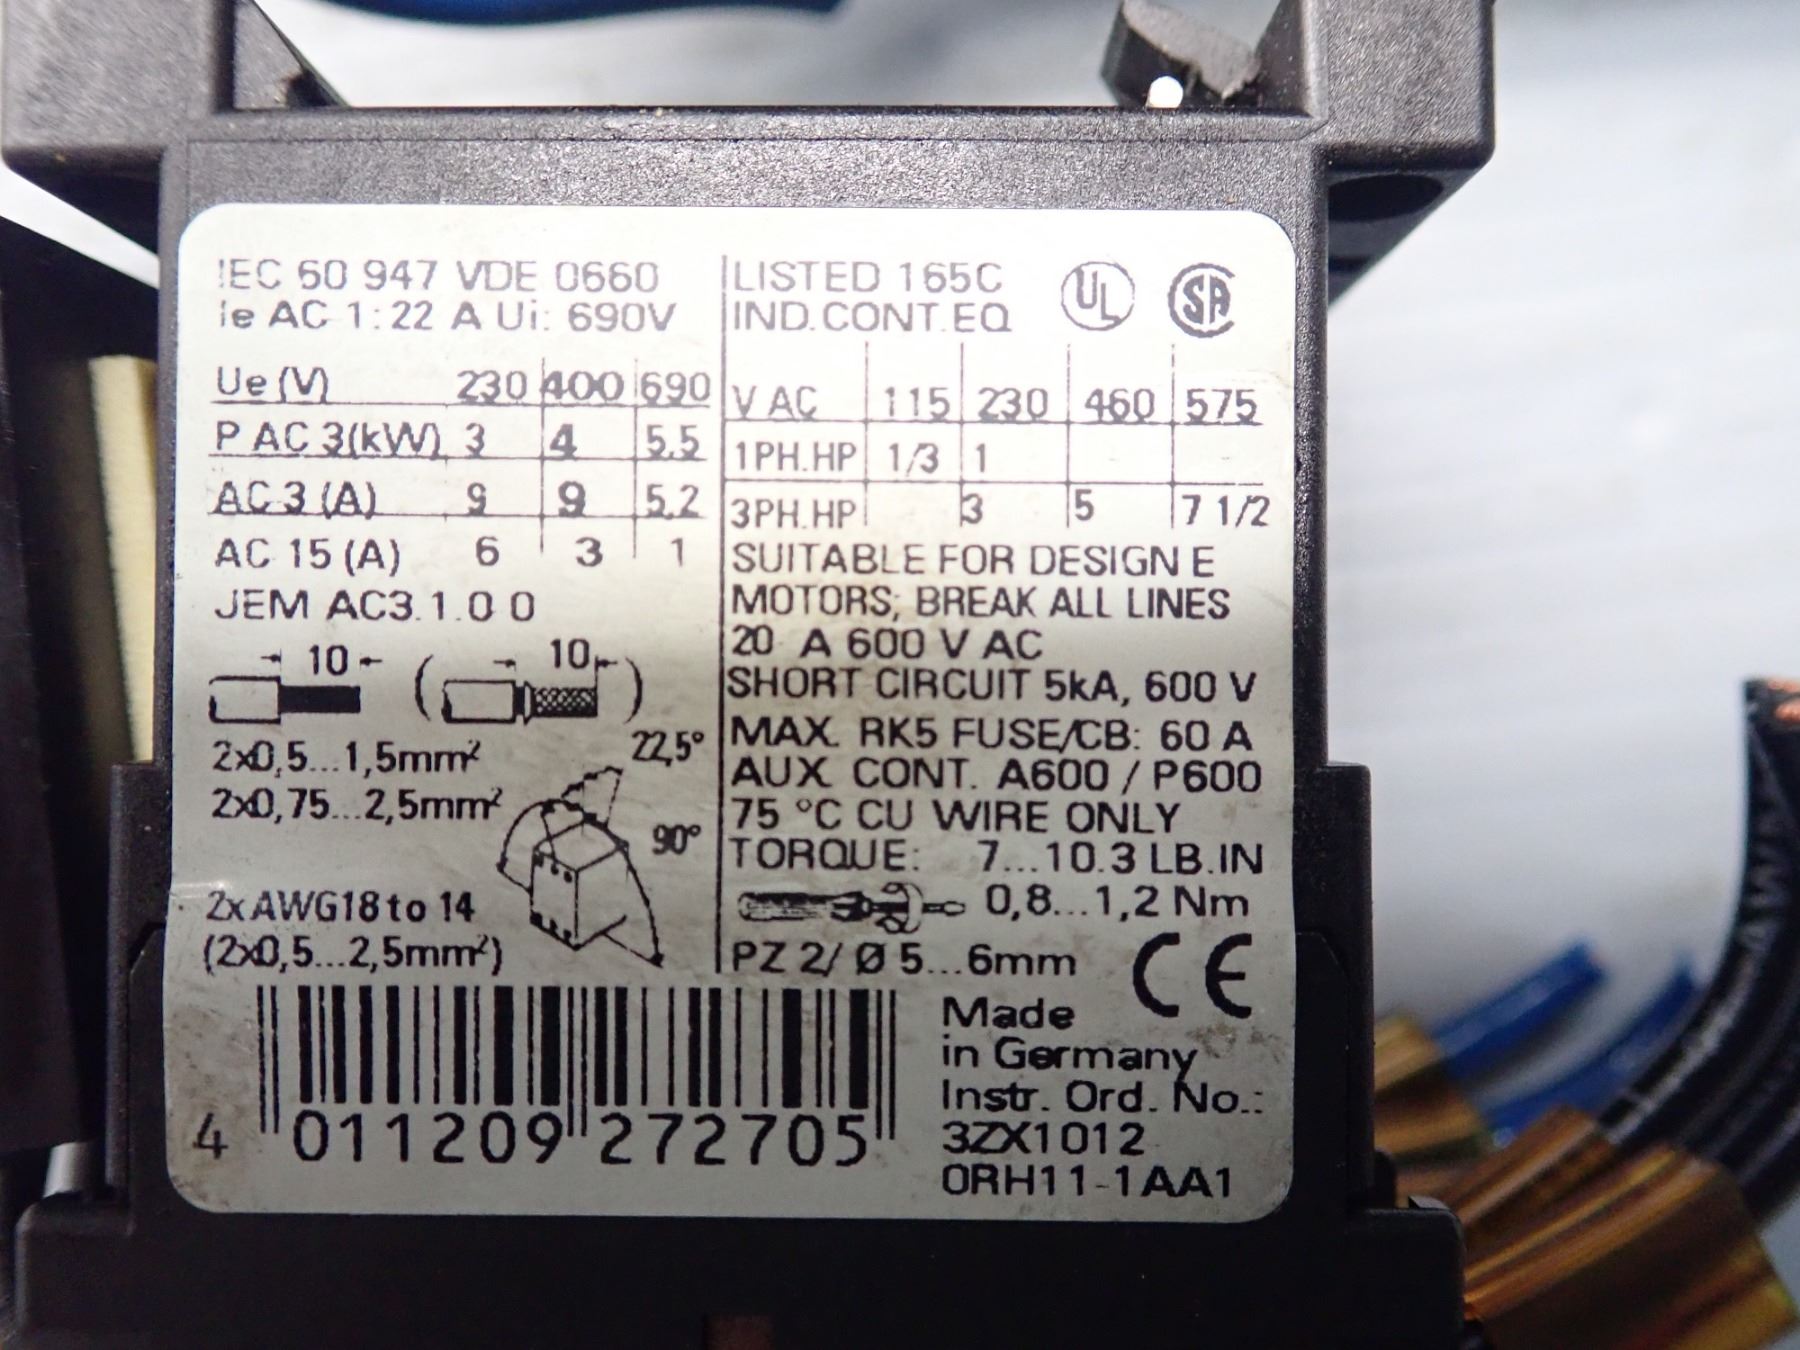 IEC 60 947 VDE 0660
Ie AC 1: 22 A Ui: 690V
Ue (V) 230 400 690
P AC 3(kW) 3 4 5.5
AC 3 (A) 9 9 5.2
AC 15 (A) 6 3 1
JEM AC3.1.0 0
10 10
22,5°
2x0,5...1,5mm²
2x0,75...2,5mm²
90°
2xAWG18 to 14
(2x0,5...2,5mm²)
LISTED 165C
IND.CONT.EQ
UL
SA
V AC 115 230 460 575
1PH.HP 1/3 1
3PH.HP 3 5 7 1/2
SUITABLE FOR DESIGN E
MOTORS; BREAK ALL LINES
20 A 600 V AC
SHORT CIRCUIT 5kA, 600 V
MAX. RK5 FUSE/CB: 60 A
AUX. CONT. A600 / P600
75 °C CU WIRE ONLY
TORQUE: 7...10.3 LB.IN
0,8...1,2 Nm
PZ 2/ Ø 5...6mm
CE
4 011209 272705
Made
in Germany
Instr. Ord. No.:
3ZX1012
0RH11-1AA1